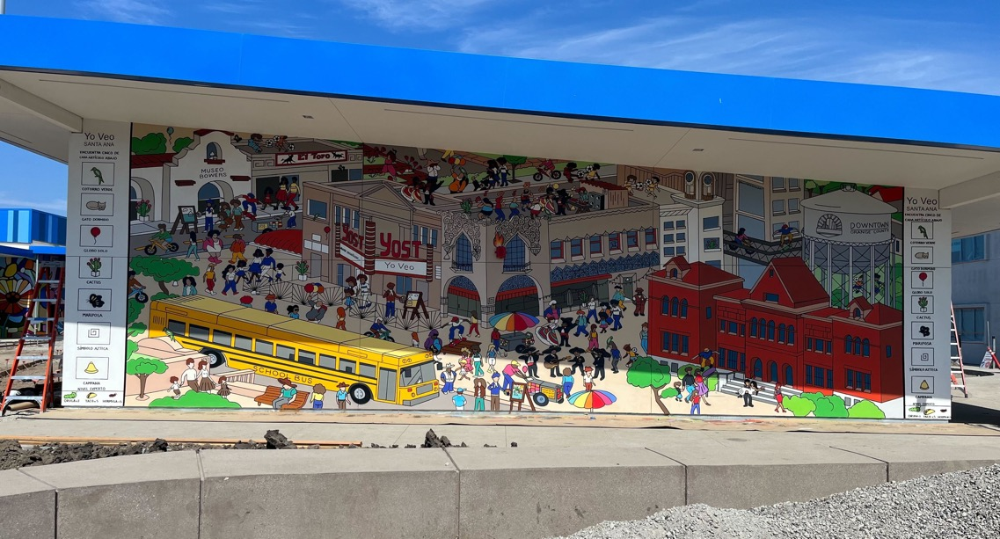 Yo Veo
SANTA ANA
ENCUENTRA CINCO DE
CADA ARTÍCULO ABAJO
COTORRO VERDE
GATO DORMIDO
GLOBO SOLO
CACTUS
MARIPOSA
SÍMBOLO AZTECA
CAMPANA
NIVEL EXPERTO
MUSEO
BOWERS
El Toro
YOST
YOST
Yo Veo
SCHOOL BUS
DOWNTOWN
ORANGE COUNTY
Yo Veo
SANTA ANA
ENCUENTRA CINCO DE
CADA ARTÍCULO ABAJO
COTORRO VERDE
GATO DORMIDO
GLOBO SOLO
CACTUS
MARIPOSA
SÍMBOLO AZTECA
CAMPANA
NIVEL EXPERTO